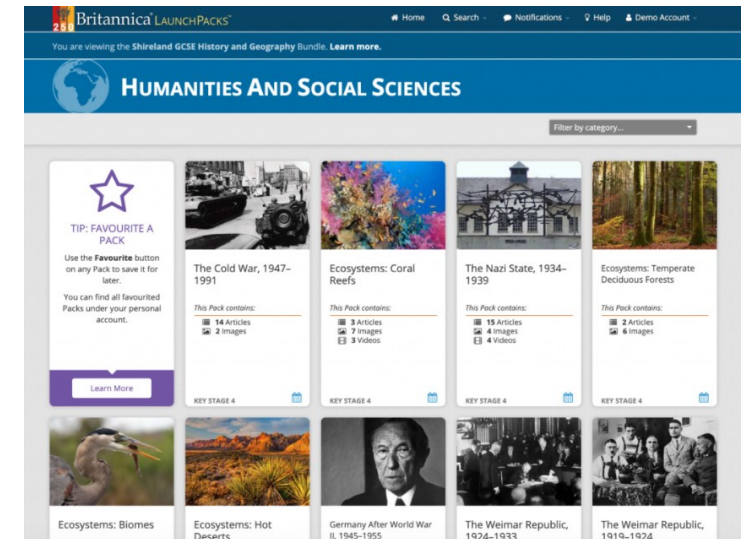 250 Britannica LAUNCHPACKS™
Home Search Notifications Help Demo Account
You are viewing the Shireland GCSE History and Geography Bundle. Learn more.
HUMANITIES AND SOCIAL SCIENCES
Filter by category...
TIP: FAVOURITE A
PACK
Use the Favourite button
on any Pack to save it for
later.
You can find all favourited
Packs under your personal
account.
Learn More
The Cold War, 1947–
1991
This Pack contains:
14 Articles
2 Images
KEY STAGE 4
Ecosystems: Coral
Reefs
This Pack contains:
3 Articles
7 Images
3 Videos
KEY STAGE 4
The Nazi State, 1934–
1939
This Pack contains:
15 Articles
4 Images
4 Videos
KEY STAGE 4
Ecosystems: Temperate
Deciduous Forests
This Pack contains:
2 Articles
6 Images
KEY STAGE 4
Ecosystems: Biomes
Ecosystems: Hot
Deserts
Germany After World War
II, 1945–1955
The Weimar Republic,
1924–1933
The Weimar Republic,
1919–1924